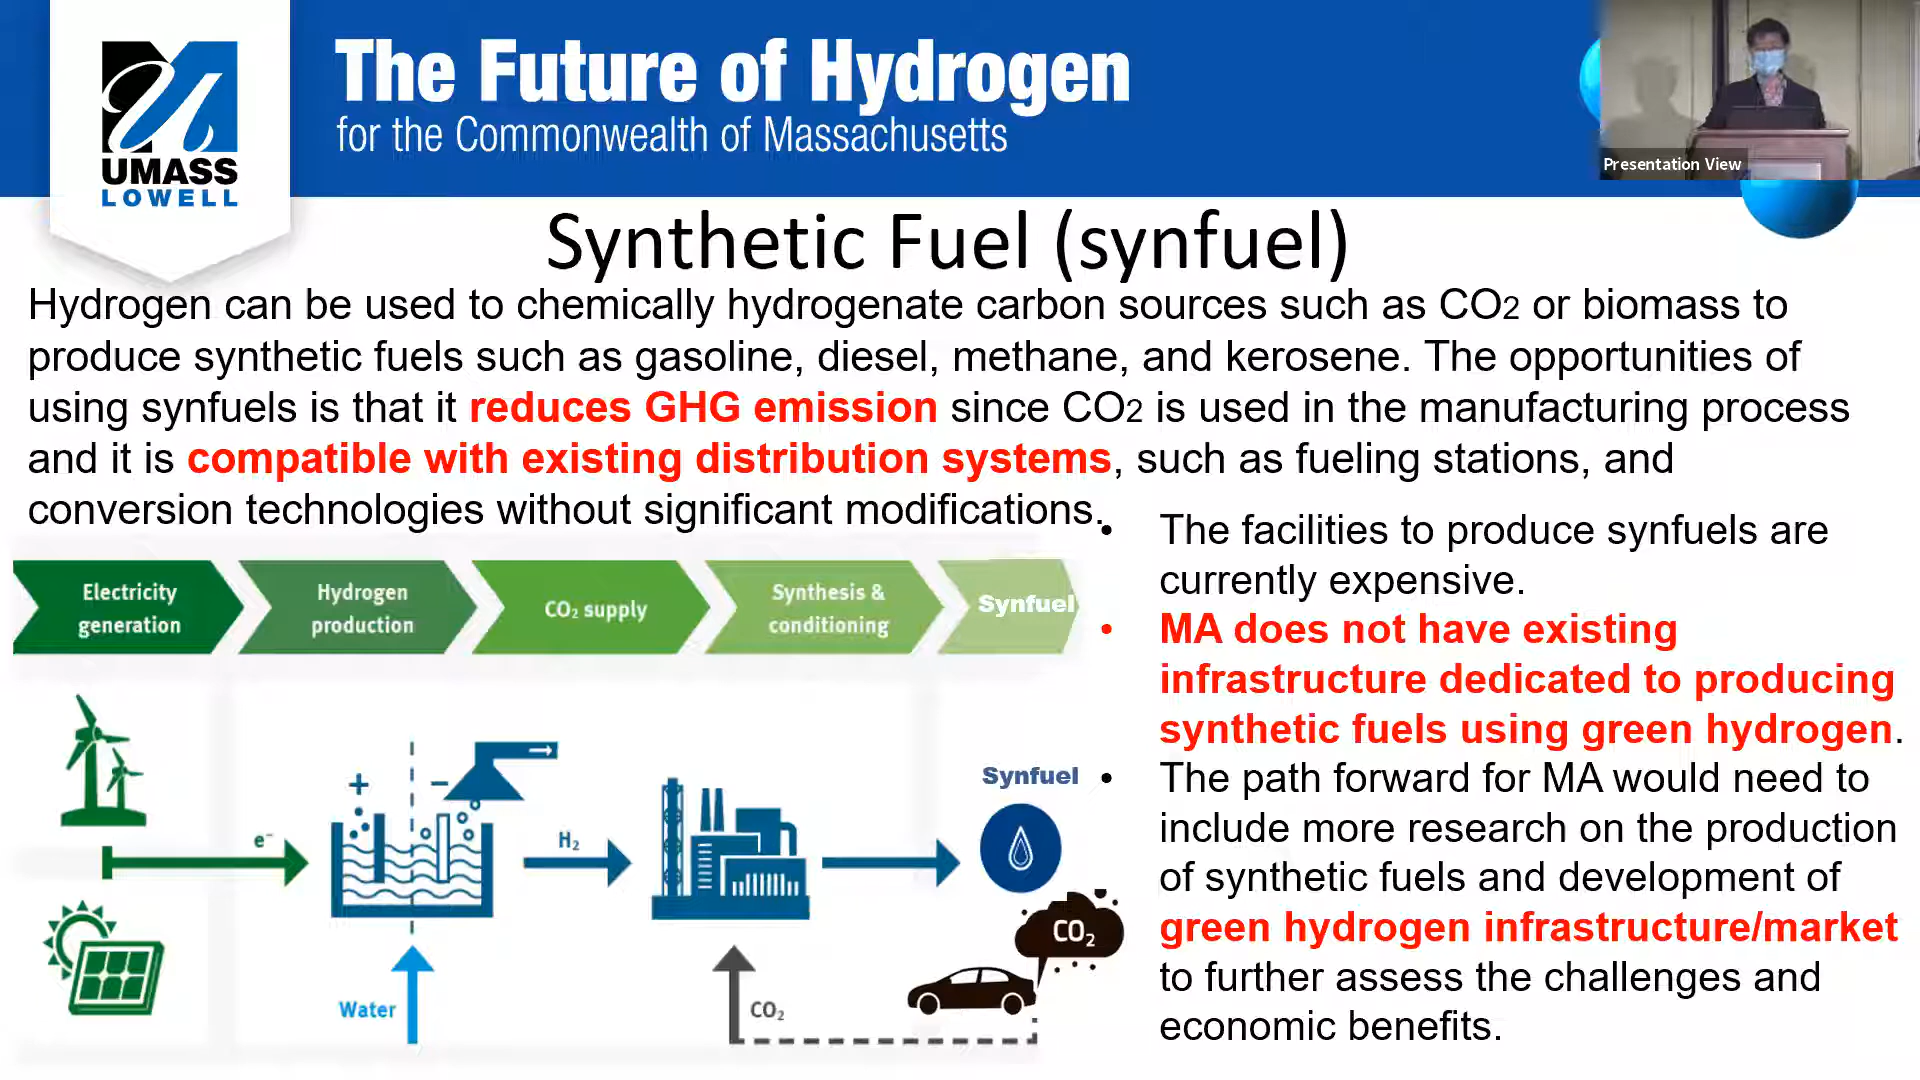 The Future of Hydrogen
for the Commonwealth of Massachusetts
UMASS
LOWELL
Presentation View
Synthetic Fuel (synfuel)
Hydrogen can be used to chemically hydrogenate carbon sources such as CO2 or biomass to
produce synthetic fuels such as gasoline, diesel, methane, and kerosene. The opportunities of
using synfuels is that it reduces GHG emission since CO2 is used in the manufacturing process
and it is compatible with existing distribution systems, such as fueling stations, and
conversion technologies without significant modifications.
Electricity
generation
Hydrogen
production
CO₂ supply
Synthesis &
conditioning
Synfuel
+
−
e⁻
H₂
Synfuel
CO₂
Water
CO₂
• The facilities to produce synfuels are
currently expensive.
• MA does not have existing
infrastructure dedicated to producing
synthetic fuels using green hydrogen.
• The path forward for MA would need to
include more research on the production
of synthetic fuels and development of
green hydrogen infrastructure/market
to further assess the challenges and
economic benefits.